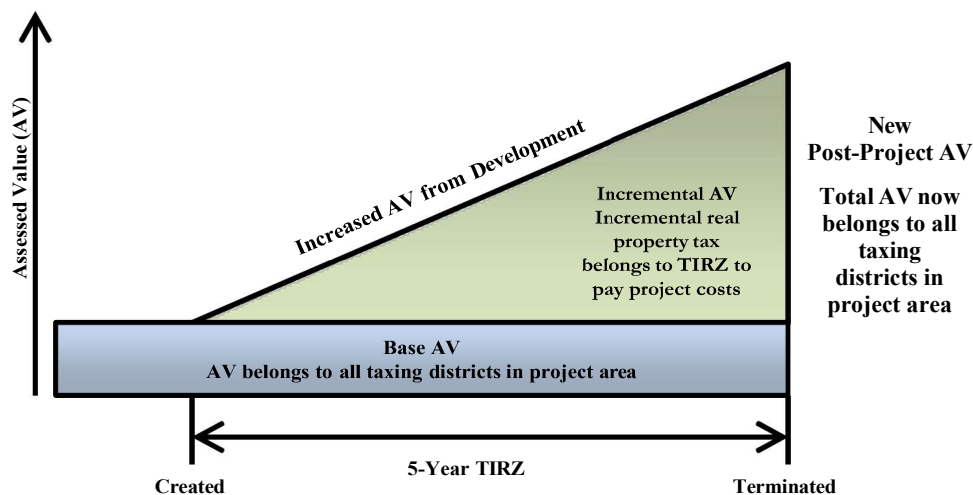 Assessed Value (AV)
Increased AV from Development
Incremental AV
Incremental real
property tax
belongs to TIRZ to
pay project costs
New
Post-Project AV
Total AV now
belongs to all
taxing
districts in
project area
Base AV
AV belongs to all taxing districts in project area
5-Year TIRZ
Created
Terminated